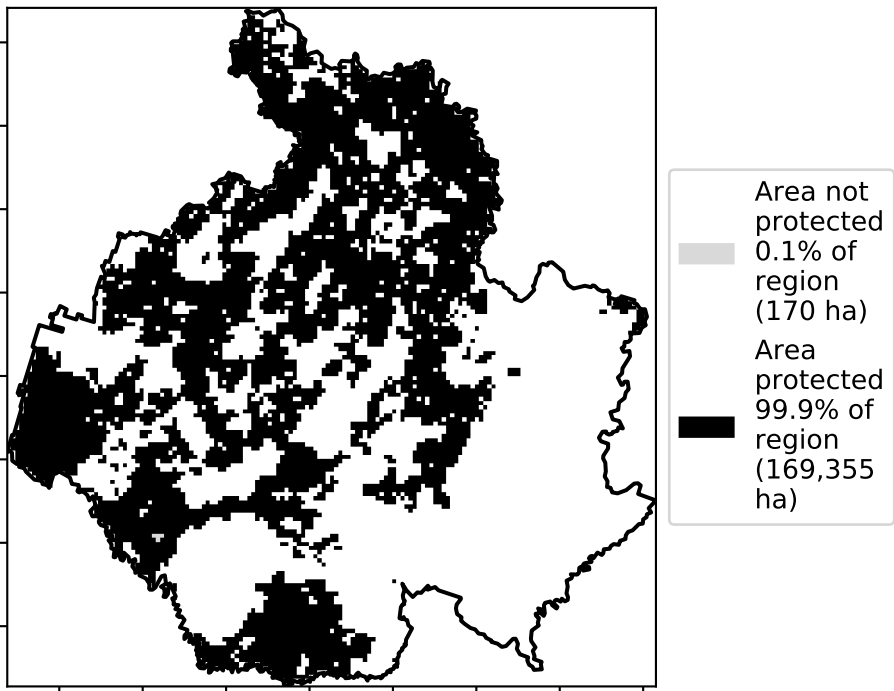 Area not
protected
0.1% of
region
(170 ha)
Area
protected
99.9% of
region
(169,355
ha)